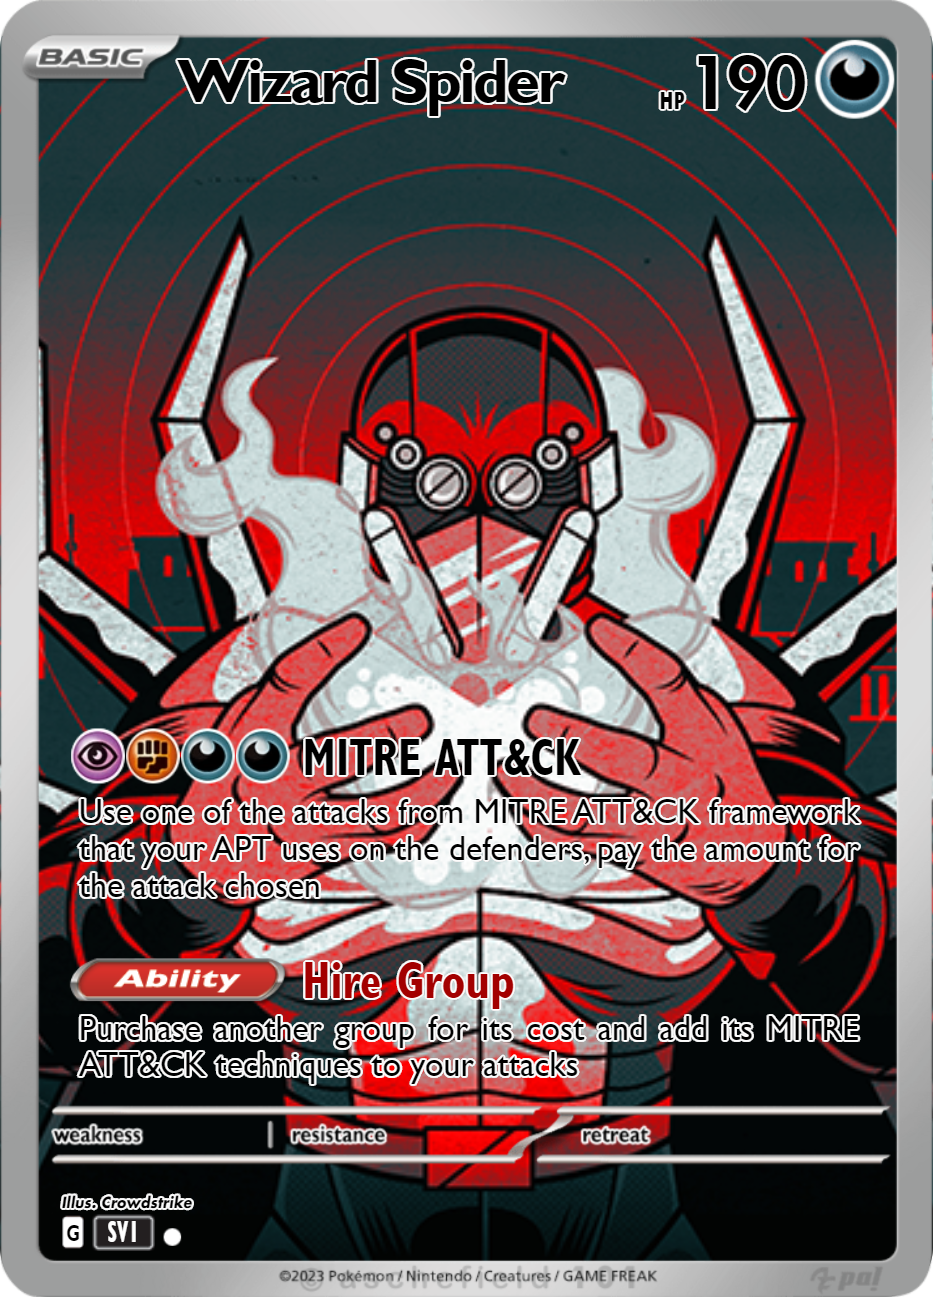 BASIC
Wizard Spider
HP 190
MITRE ATT&CK
Use one of the attacks from MITRE ATT&CK framework
that your APT uses on the defenders, pay the amount for
the attack chosen
Ability Hire Group
Purchase another group for its cost and add its MITRE
ATT&CK techniques to your attacks
weakness resistance retreat
Illus. Crowdstrike
G SVI
©2023 Pokémon / Nintendo / Creatures / GAME FREAK